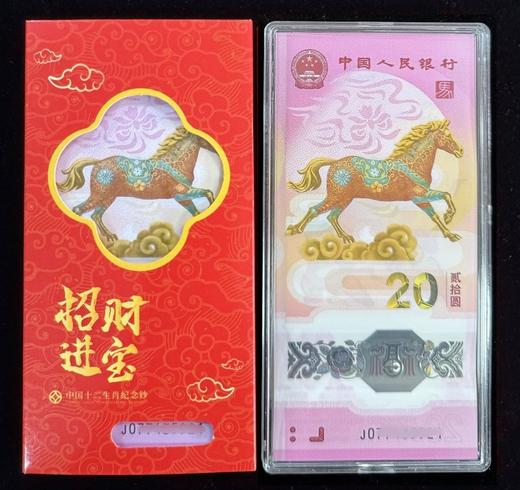 招财
进宝
中国十二生肖纪念钞
中国人民银行
馬
20
贰拾圆